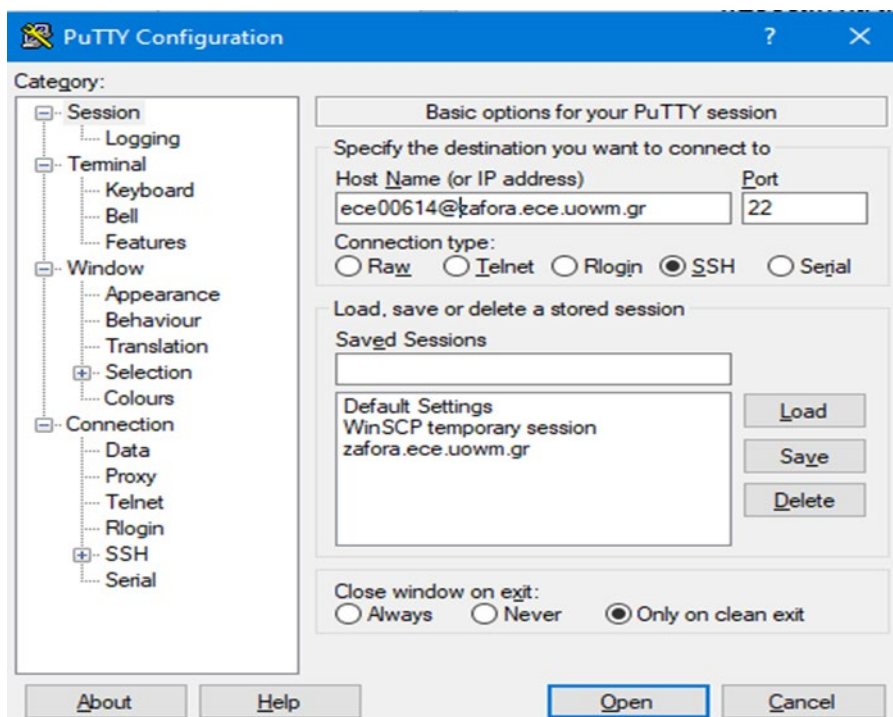 PuTTY Configuration
?
Category:
Session
Logging
Terminal
Keyboard
Bell
Features
Window
Appearance
Behaviour
Translation
Selection
Colours
Connection
Data
Proxy
Telnet
Rlogin
SSH
Serial
Basic options for your PuTTY session
Specify the destination you want to connect to
Host Name (or IP address) Port
ece00614@zafora.ece.uowm.gr 22
Connection type:
Raw Telnet Rlogin SSH Serial
Load, save or delete a stored session
Saved Sessions
Default Settings
WinSCP temporary session
zafora.ece.uowm.gr
Load
Save
Delete
Close window on exit:
Always Never Only on clean exit
About Help Open Cancel